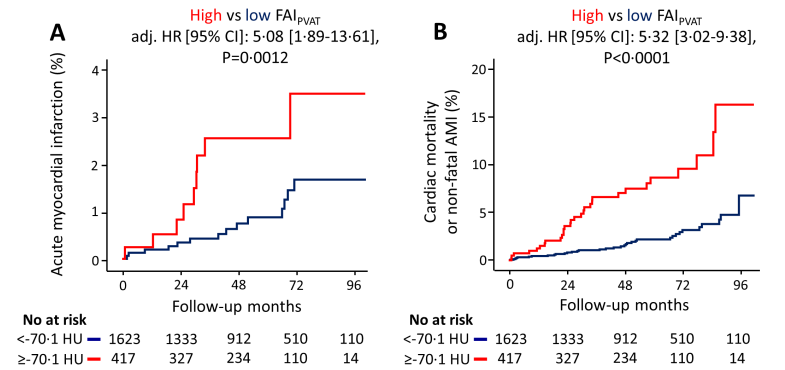 A
High vs low FAIPVAT
adj. HR [95% CI]: 5·08 [1·89-13·61],
P=0·0012
Acute myocardial infarction (%)
4
3
2
1
0
0 24 48 72 96
Follow-up months
No at risk
<-70·1 HU 1623 1333 912 510 110
≥-70·1 HU 417 327 234 110 14
B
High vs low FAIPVAT
adj. HR [95% CI]: 5·32 [3·02-9·38],
P<0·0001
Cardiac mortality
or non-fatal AMI (%)
20
15
10
5
0
0 24 48 72 96
Follow-up months
No at risk
<-70·1 HU 1623 1333 912 510 110
≥-70·1 HU 417 327 234 110 14